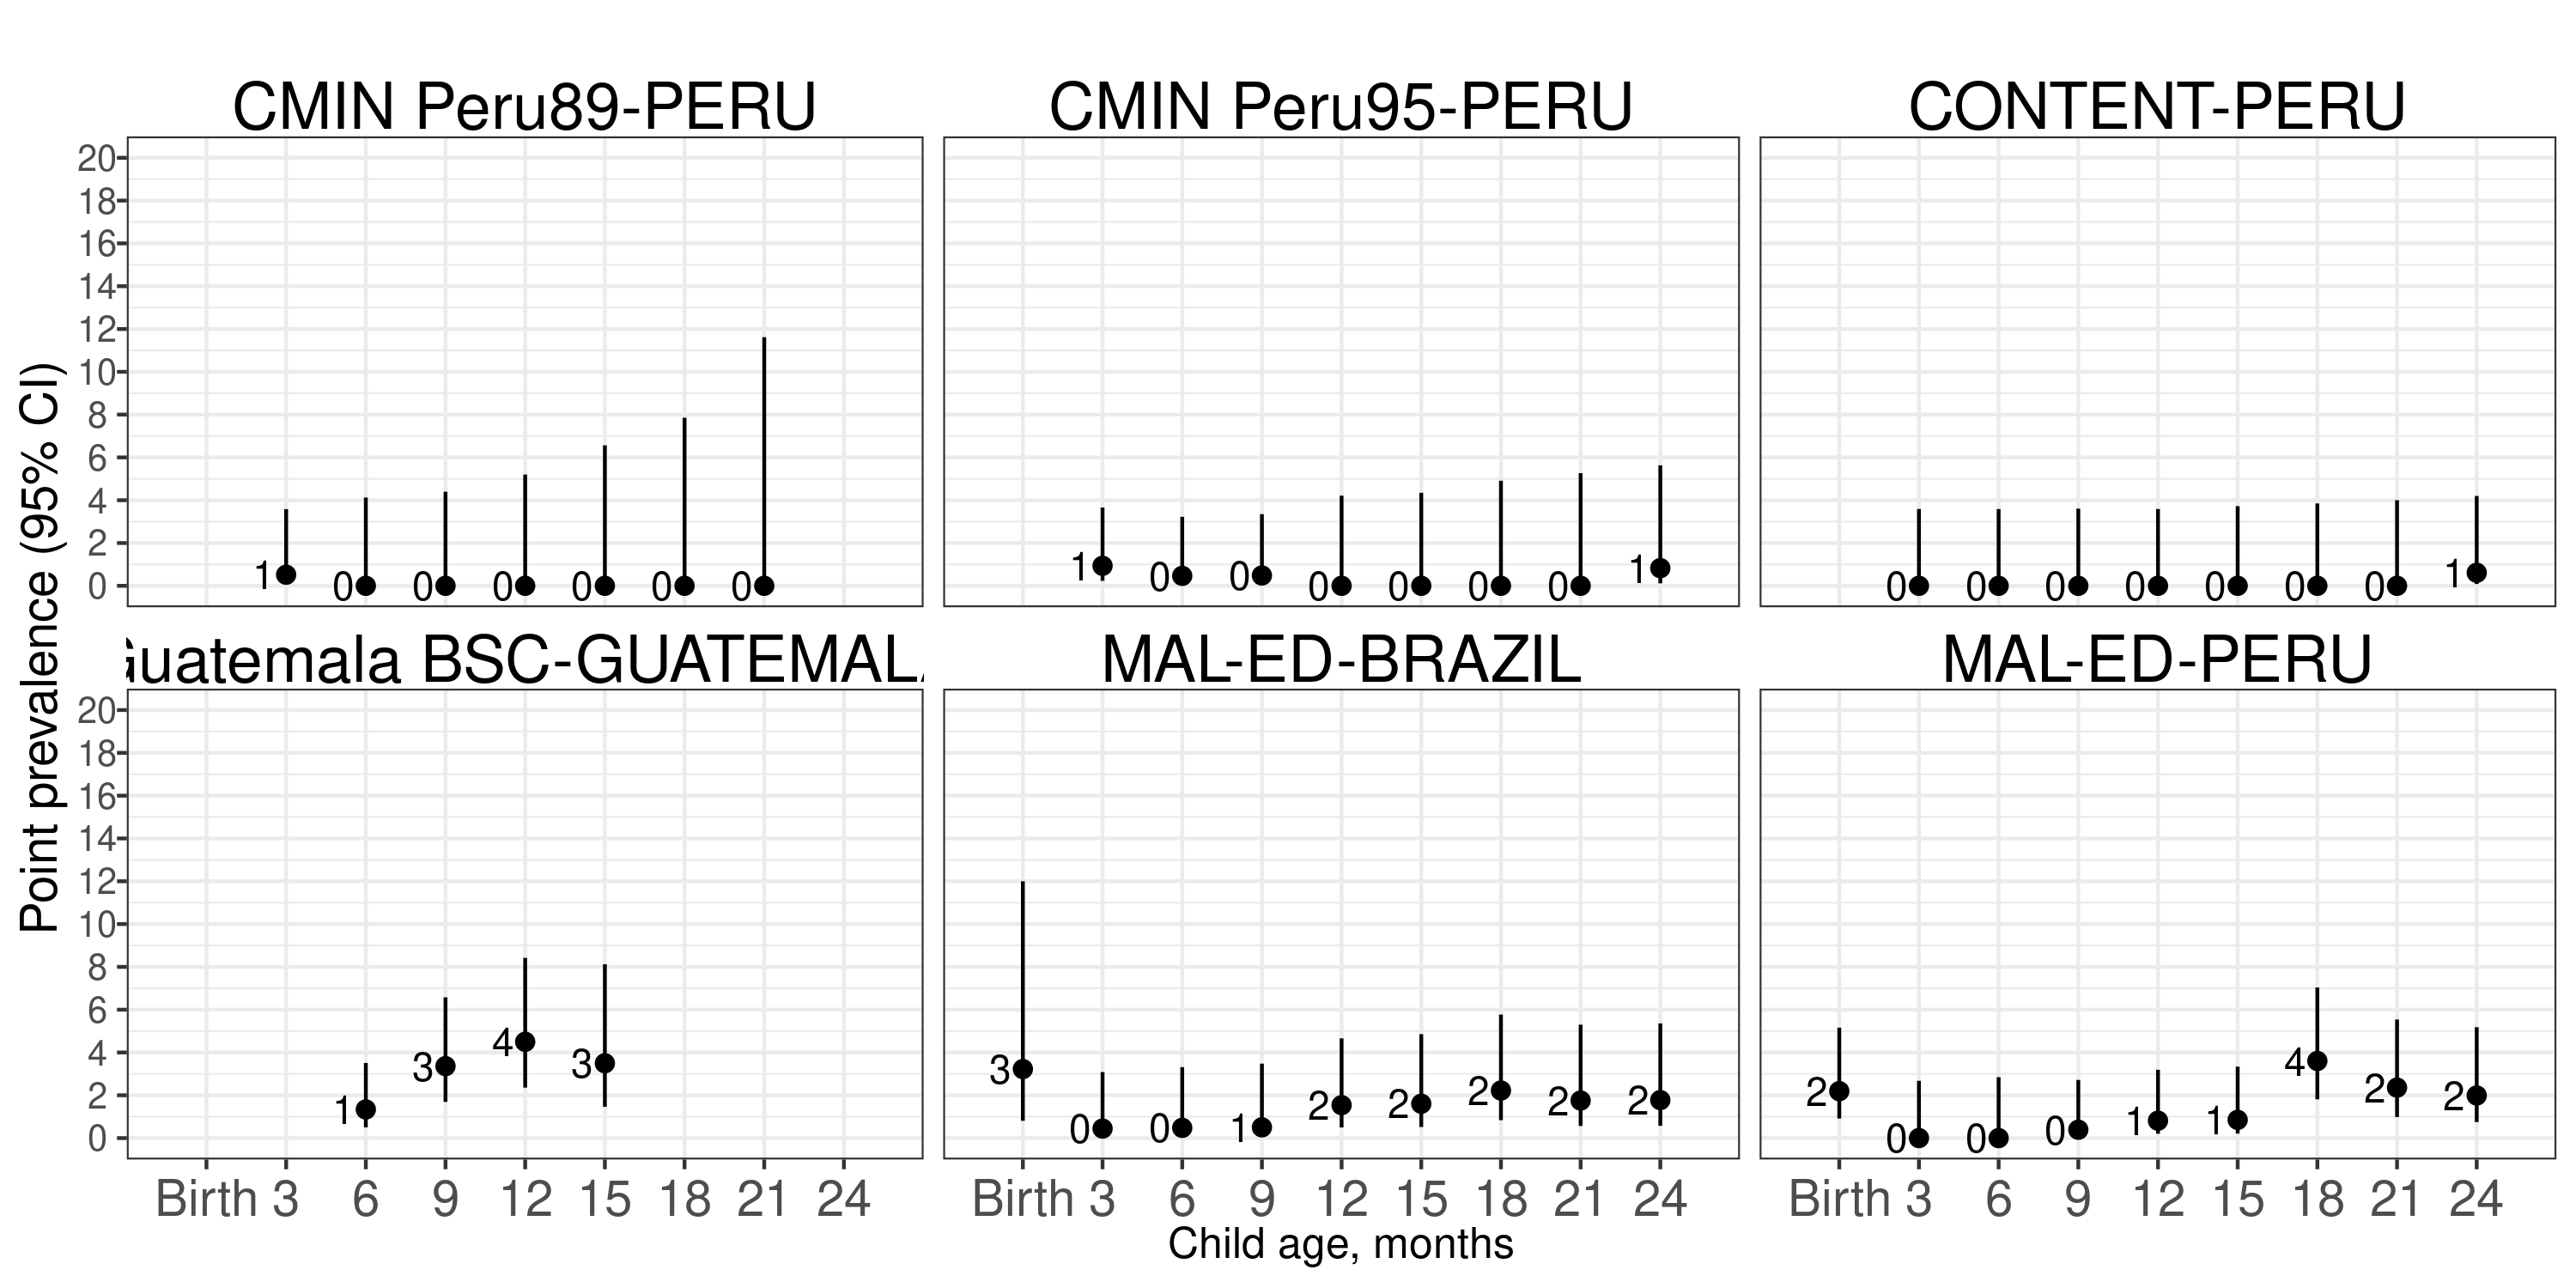 CMIN Peru89-PERU CMIN Peru95-PERU CONTENT-PERU
Point prevalence (95% CI)
20
18
16
14
12
10
8
6
4
2
0
1 0 0 0 0 0 0
1 0 0 0 0 0 0 1
0 0 0 0 0 0 0 1
Guatemala BSC-GUATEMALA MAL-ED-BRAZIL MAL-ED-PERU
20
18
16
14
12
10
8
6
4
2
0
1 3 4 3
3 0 0 1 2 2 2 2 2
2 0 0 0 1 1 4 2 2
Birth 3 6 9 12 15 18 21 24 Birth 3 6 9 12 15 18 21 24 Birth 3 6 9 12 15 18 21 24
Child age, months